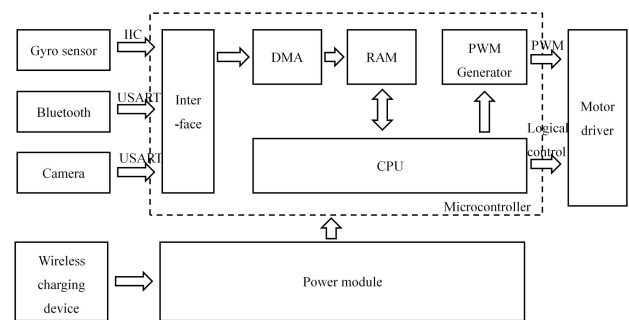 Gyro sensor
IIC
Bluetooth
USART
Camera
USART
Inter
-face
DMA
RAM
PWM
Generator
PWM
CPU
Logical
control
Motor
driver
Microcontroller
Wireless
charging
device
Power module